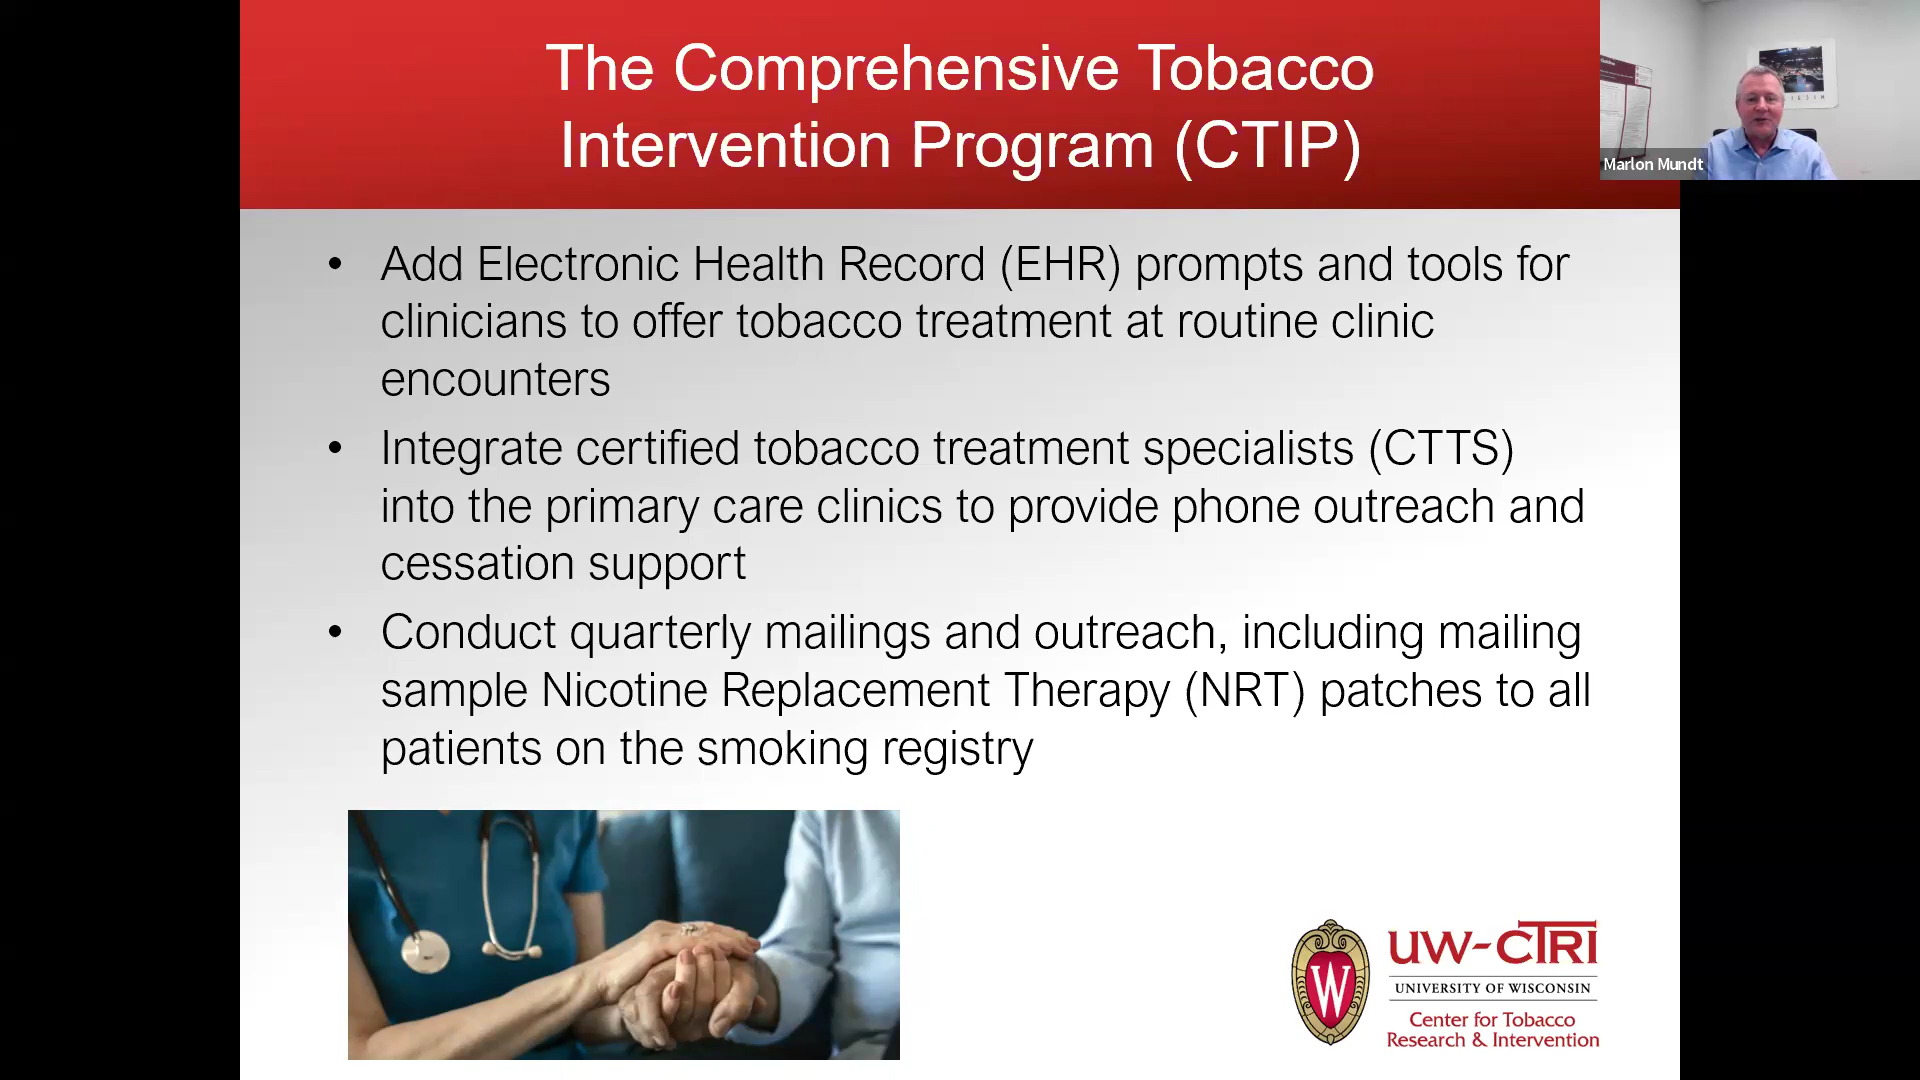 The Comprehensive Tobacco
Intervention Program (CTIP)
Marlon Mundt
• Add Electronic Health Record (EHR) prompts and tools for
clinicians to offer tobacco treatment at routine clinic
encounters
• Integrate certified tobacco treatment specialists (CTTS)
into the primary care clinics to provide phone outreach and
cessation support
• Conduct quarterly mailings and outreach, including mailing
sample Nicotine Replacement Therapy (NRT) patches to all
patients on the smoking registry
W
UW-CTRI
UNIVERSITY OF WISCONSIN
Center for Tobacco
Research & Intervention